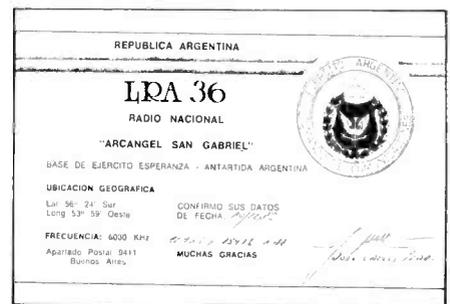 REPUBLICA ARGENTINA
LRA 36
RADIO NACIONAL
"ARCANGEL SAN GABRIEL"
BASE DE EJERCITO ESPERANZA - ANTARTIDA ARGENTINA
UBICACION GEOGRAFICA
Lat 56° 24' Sur
Long 53° 59' Oeste
CONFIRMO SUS DATOS
DE FECHA.
FRECUENCIA: 6030 KHz
Apartado Postal 9411
Buenos Aires
MUCHAS GRACIAS